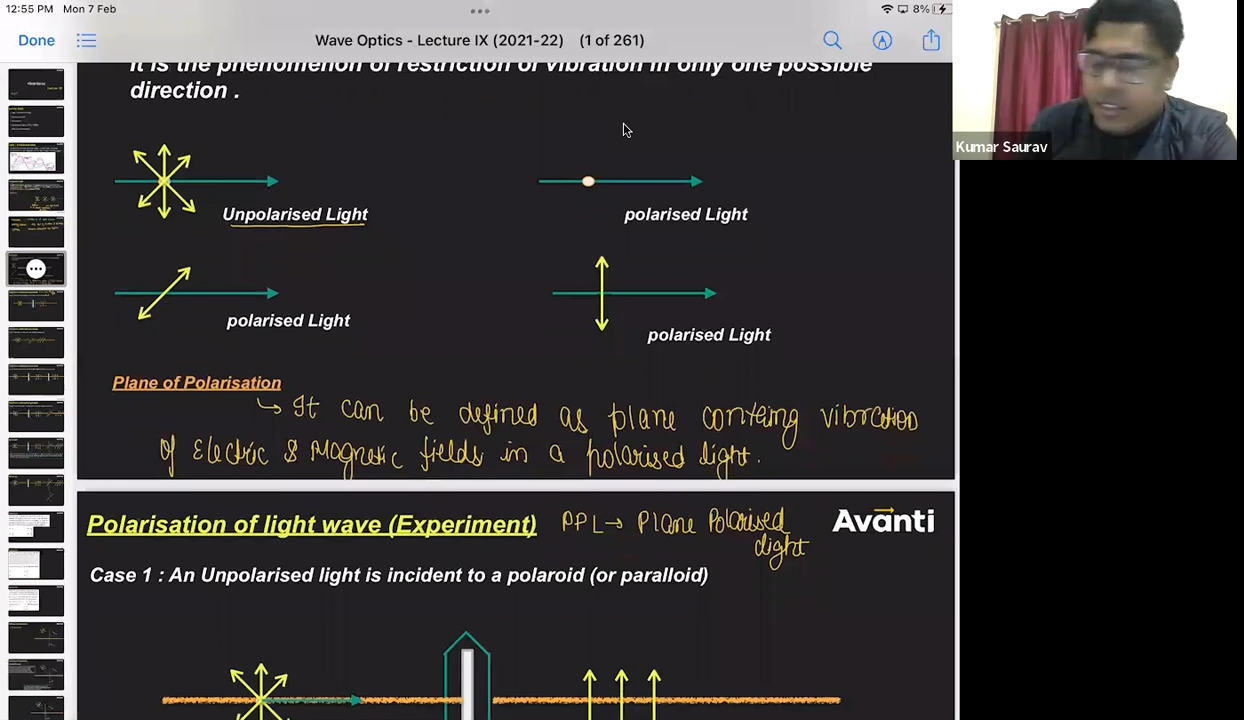 12:55 PM Mon 7 Feb
8%
Done
Wave Optics - Lecture IX (2021-22) (1 of 261)
It is the phenomenon of restriction of vibration in only one possible
direction .
Kumar Saurav
Unpolarised Light
polarised Light
polarised Light
polarised Light
Plane of Polarisation
It can be defined as plane
of Electric & Magnetic fields in a polarised light.
Polarisation of light wave (Experiment)
PPL → Plane Polarised
light
Avanti
Case 1 : An Unpolarised light is incident to a polaroid (or paralloid)